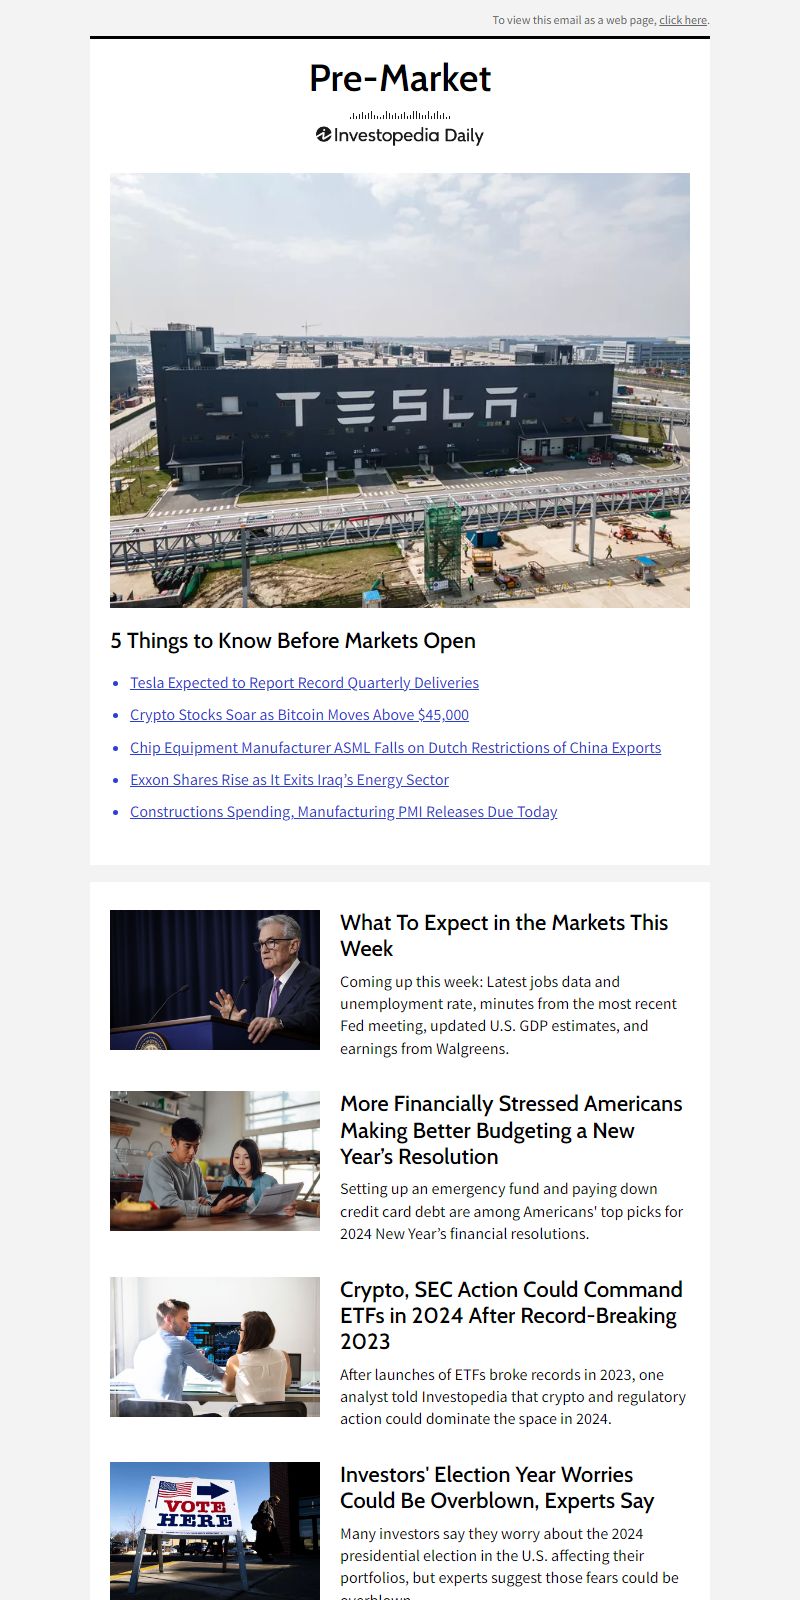 To view this email as a web page, click here.
Pre-Market
Investopedia Daily
TESLA
5 Things to Know Before Markets Open
Tesla Expected to Report Record Quarterly Deliveries
Crypto Stocks Soar as Bitcoin Moves Above $45,000
Chip Equipment Manufacturer ASML Falls on Dutch Restrictions of China Exports
Exxon Shares Rise as It Exits Iraq’s Energy Sector
Constructions Spending, Manufacturing PMI Releases Due Today
What To Expect in the Markets This
Week
Coming up this week: Latest jobs data and
unemployment rate, minutes from the most recent
Fed meeting, updated U.S. GDP estimates, and
earnings from Walgreens.
More Financially Stressed Americans
Making Better Budgeting a New
Year’s Resolution
Setting up an emergency fund and paying down
credit card debt are among Americans' top picks for
2024 New Year’s financial resolutions.
Crypto, SEC Action Could Command
ETFs in 2024 After Record-Breaking
2023
After launches of ETFs broke records in 2023, one
analyst told Investopedia that crypto and regulatory
action could dominate the space in 2024.
VOTE
HERE
Investors' Election Year Worries
Could Be Overblown, Experts Say
Many investors say they worry about the 2024
presidential election in the U.S. affecting their
portfolios, but experts suggest those fears could be